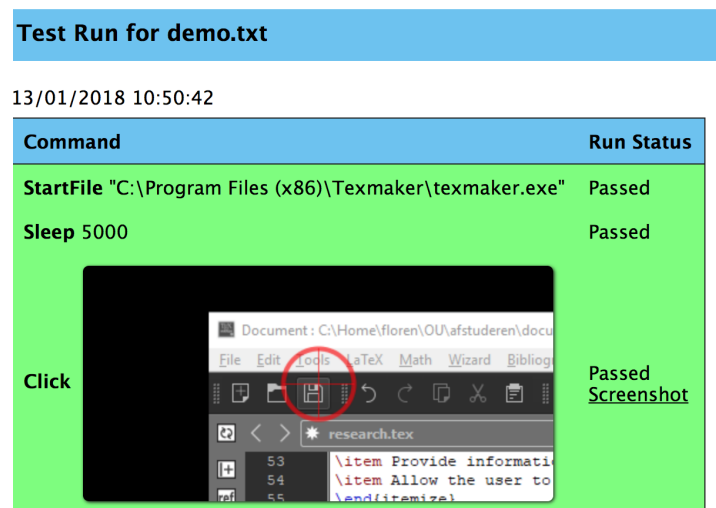 Test Run for demo.txt
13/01/2018 10:50:42
Command Run Status
StartFile "C:\Program Files (x86)\Texmaker\texmaker.exe" Passed
Sleep 5000 Passed
Document : C:\Home\floren\OU\afstuderen\docu
File Edit Tools LaTeX Math Wizard Bibliogr
Click
Passed
Screenshot
research.tex
53 \item Provide informati
54 \item Allow the user to
ref 55 \end{itemize}